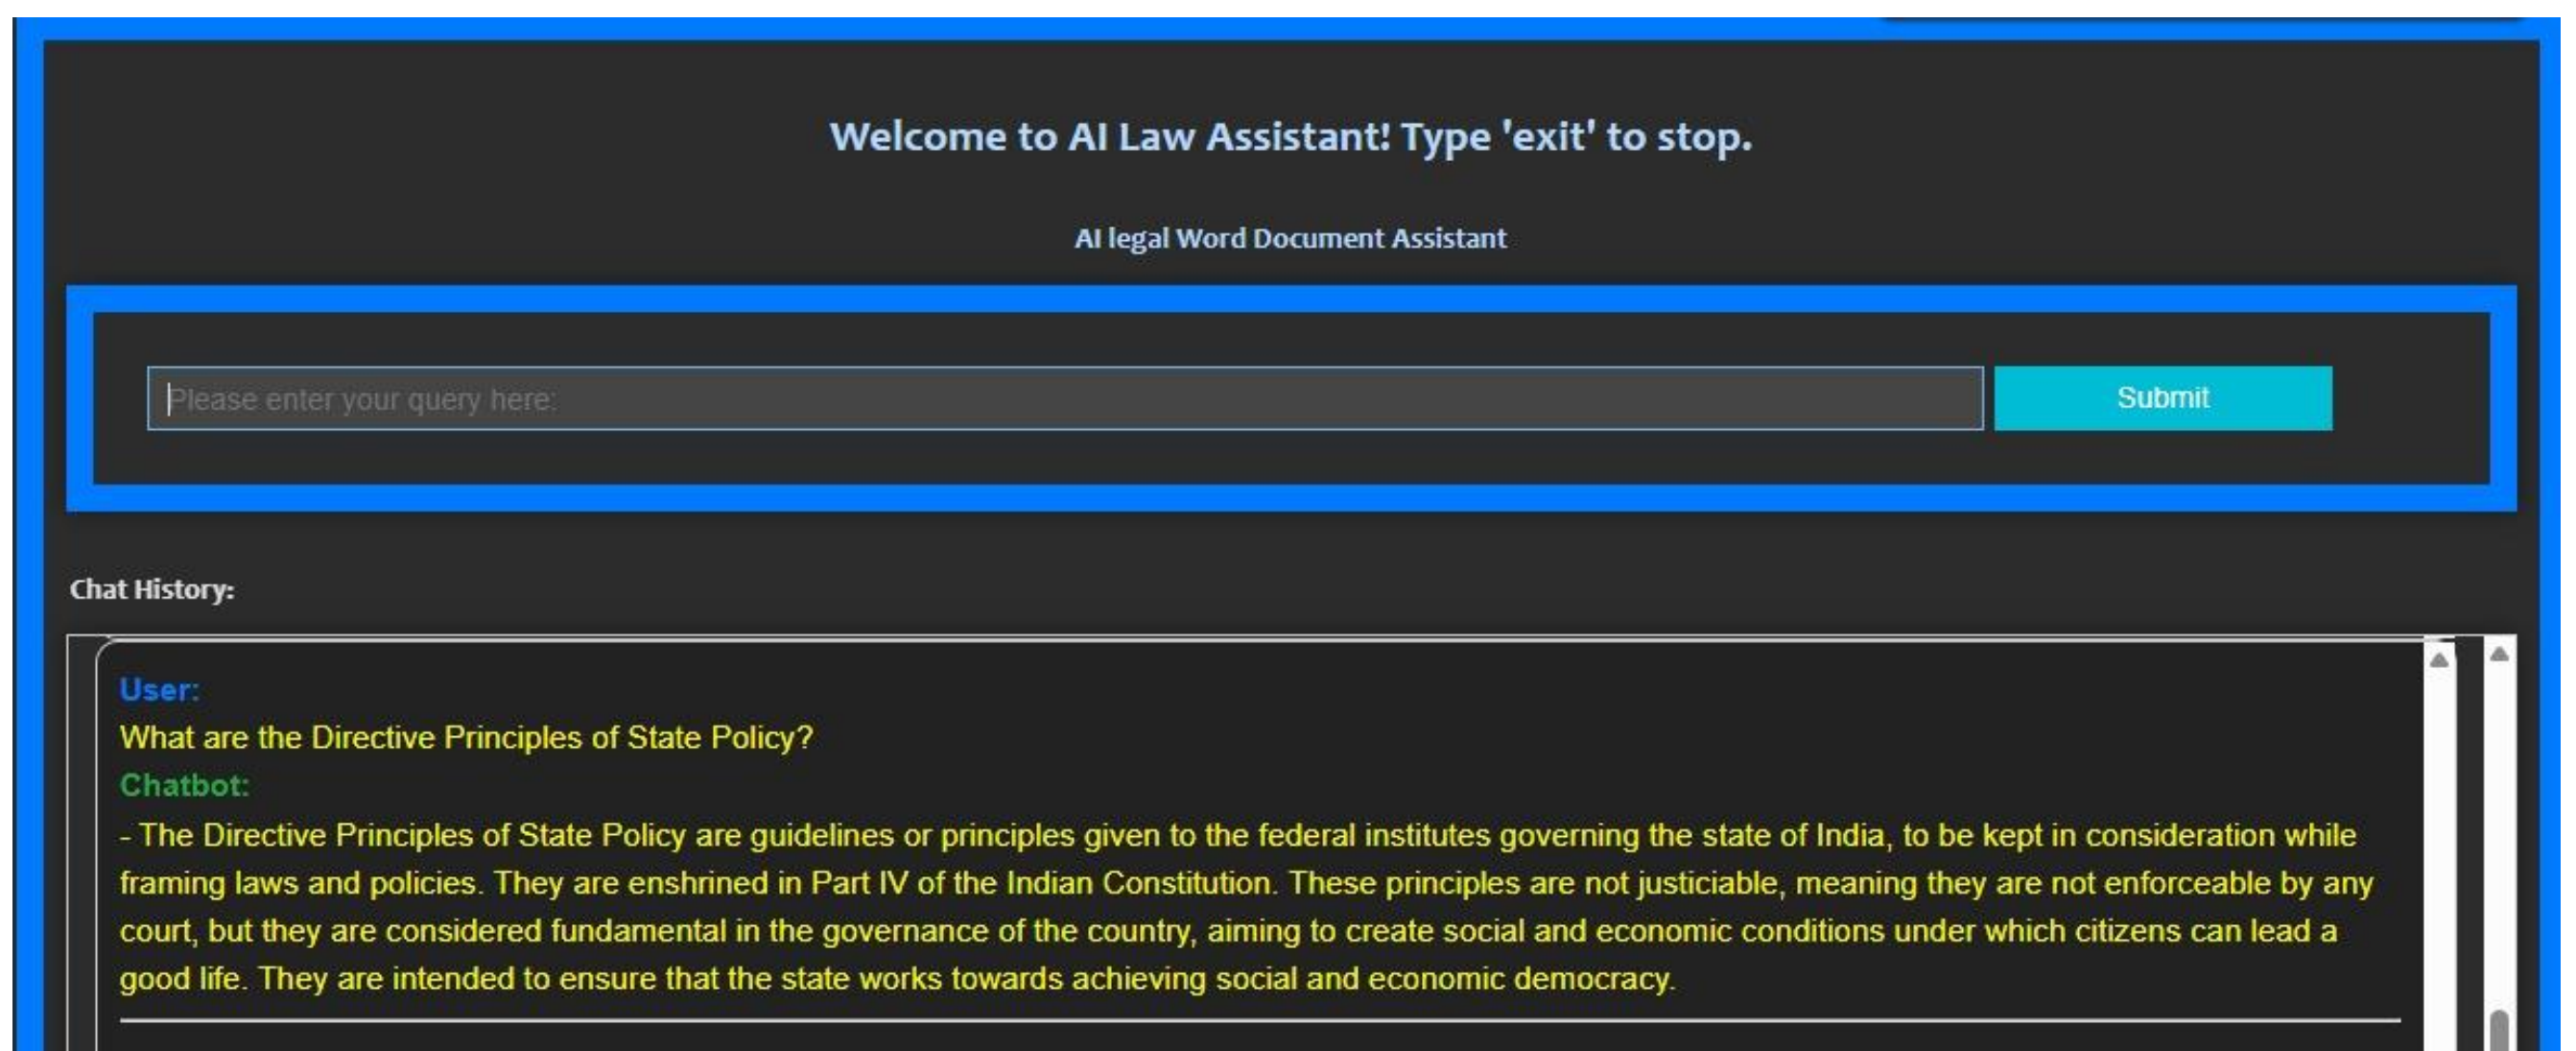 Welcome to AI Law Assistant! Type 'exit' to stop.
AI legal Word Document Assistant
Please enter your query here:
Submit
Chat History:
User:
What are the Directive Principles of State Policy?
Chatbot:
- The Directive Principles of State Policy are guidelines or principles given to the federal institutes governing the state of India, to be kept in consideration while
framing laws and policies. They are enshrined in Part IV of the Indian Constitution. These principles are not justiciable, meaning they are not enforceable by any
court, but they are considered fundamental in the governance of the country, aiming to create social and economic conditions under which citizens can lead a
good life. They are intended to ensure that the state works towards achieving social and economic democracy.